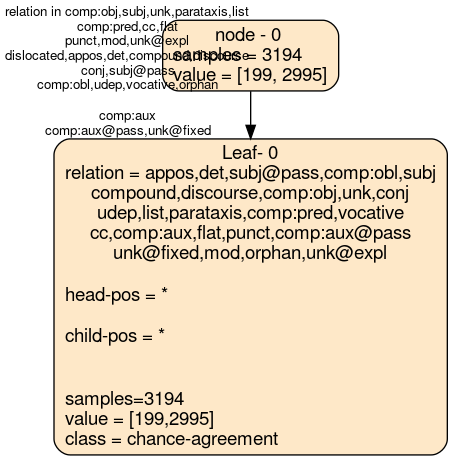 relation in comp:obj,subj,unk,parataxis,list
comp:pred,cc,flat
punct,mod,unk@expl
dislocated,appos,det,compound,discourse
conj,subj@pass
comp:obl,udep,vocative,orphan
comp:aux
comp:aux@pass,unk@fixed
node - 0
samples = 3194
value = [199, 2995]
Leaf- 0
relation = appos,det,subj@pass,comp:obl,subj
compound,discourse,comp:obj,unk,conj
udep,list,parataxis,comp:pred,vocative
cc,comp:aux,flat,punct,comp:aux@pass
unk@fixed,mod,orphan,unk@expl
head-pos = *
child-pos = *
samples=3194
value = [199,2995]
class = chance-agreement